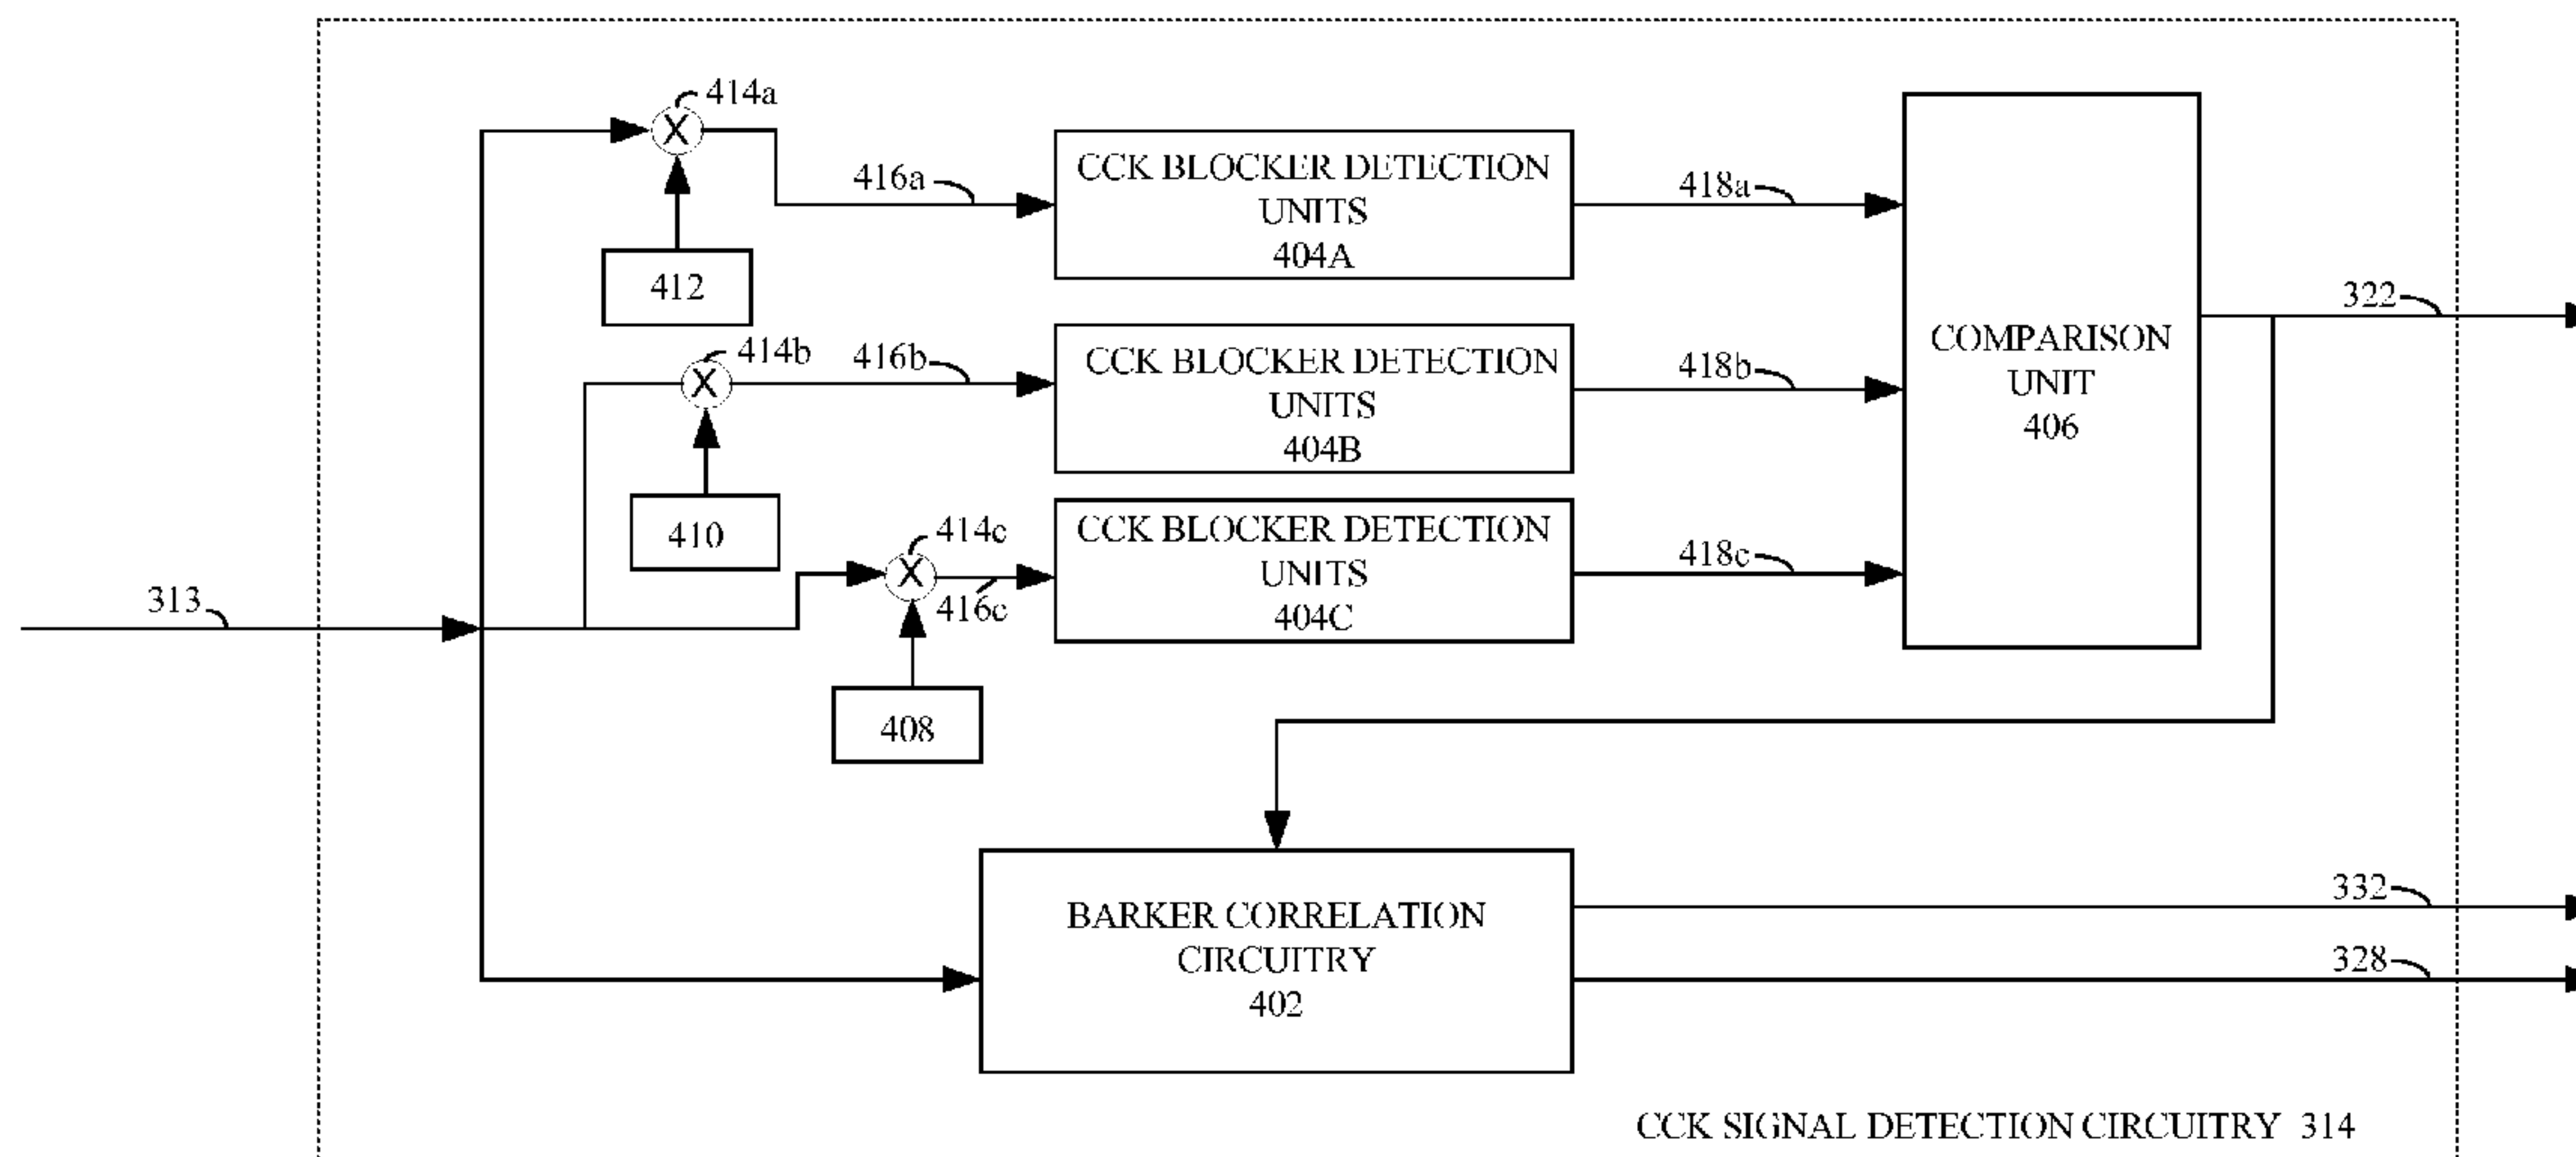 414a
416a
CCK BLOCKER DETECTION
UNITS
404A
418a
412
322
COMPARISON
UNIT
406
414b
416b
CCK BLOCKER DETECTION
UNITS
404B
418b
410
414c
416c
CCK BLOCKER DETECTION
UNITS
404C
418c
313
408
BARKER CORRELATION
CIRCUITRY
402
332
328
CCK SIGNAL DETECTION CIRCUITRY 314
X
X
X